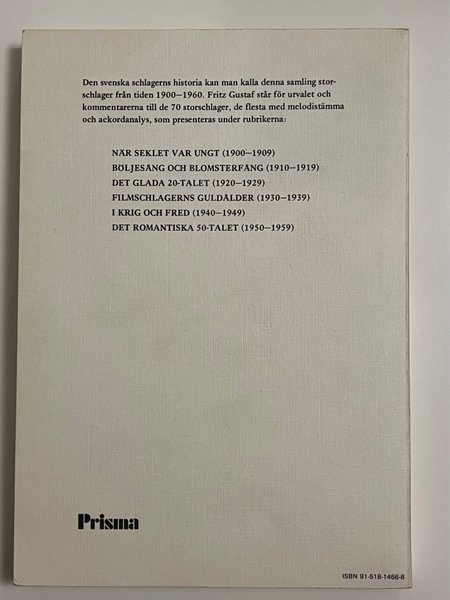 Den svenska schlagerns historia kan man kalla denna samling stor-
schlager från tiden 1900—1960. Fritz Gustaf står för urvalet och
kommentarerna till de 70 storschlager, de flesta med melodistämma
och ackordanalys, som presenteras under rubrikerna:
NÄR SEKLET VAR UNGT (1900—1909)
BÖLJESÅNG OCH BLOMSTERFÅNG (1910—1919)
DET GLADA 20-TALET (1920—1929)
FILMSCHLAGERNS GULDÅLDER (1930—1939)
I KRIG OCH FRED (1940—1949)
DET ROMANTISKA 50-TALET (1950—1959)
Prisma
ISBN 91-518-1466-8